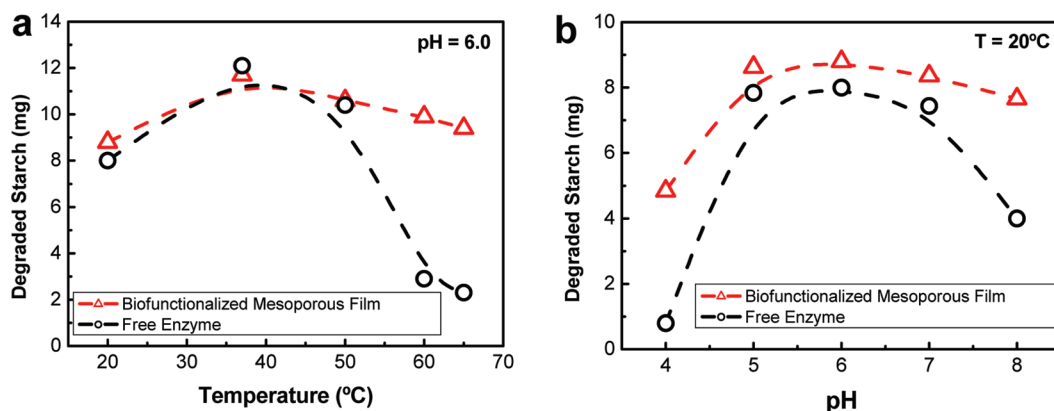 a
pH = 6.0
Degraded Starch (mg)
14
12
10
8
6
4
2
0
Biofunctionalized Mesoporous Film
Free Enzyme
20 30 40 50 60 70
Temperature (ºC)
b
T = 20ºC
Degraded Starch (mg)
10
8
6
4
2
0
Biofunctionalized Mesoporous Film
Free Enzyme
4 5 6 7 8
pH